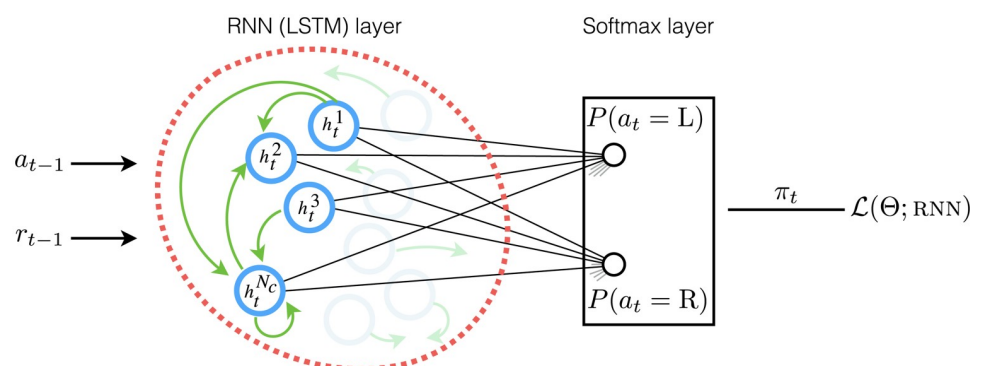 RNN (LSTM) layer
Softmax layer
a_{t−1}
r_{t−1}
h_t^1
h_t^2
h_t^3
h_t^{N_c}
P(a_t = L)
P(a_t = R)
π_t
ℒ(Θ; RNN)